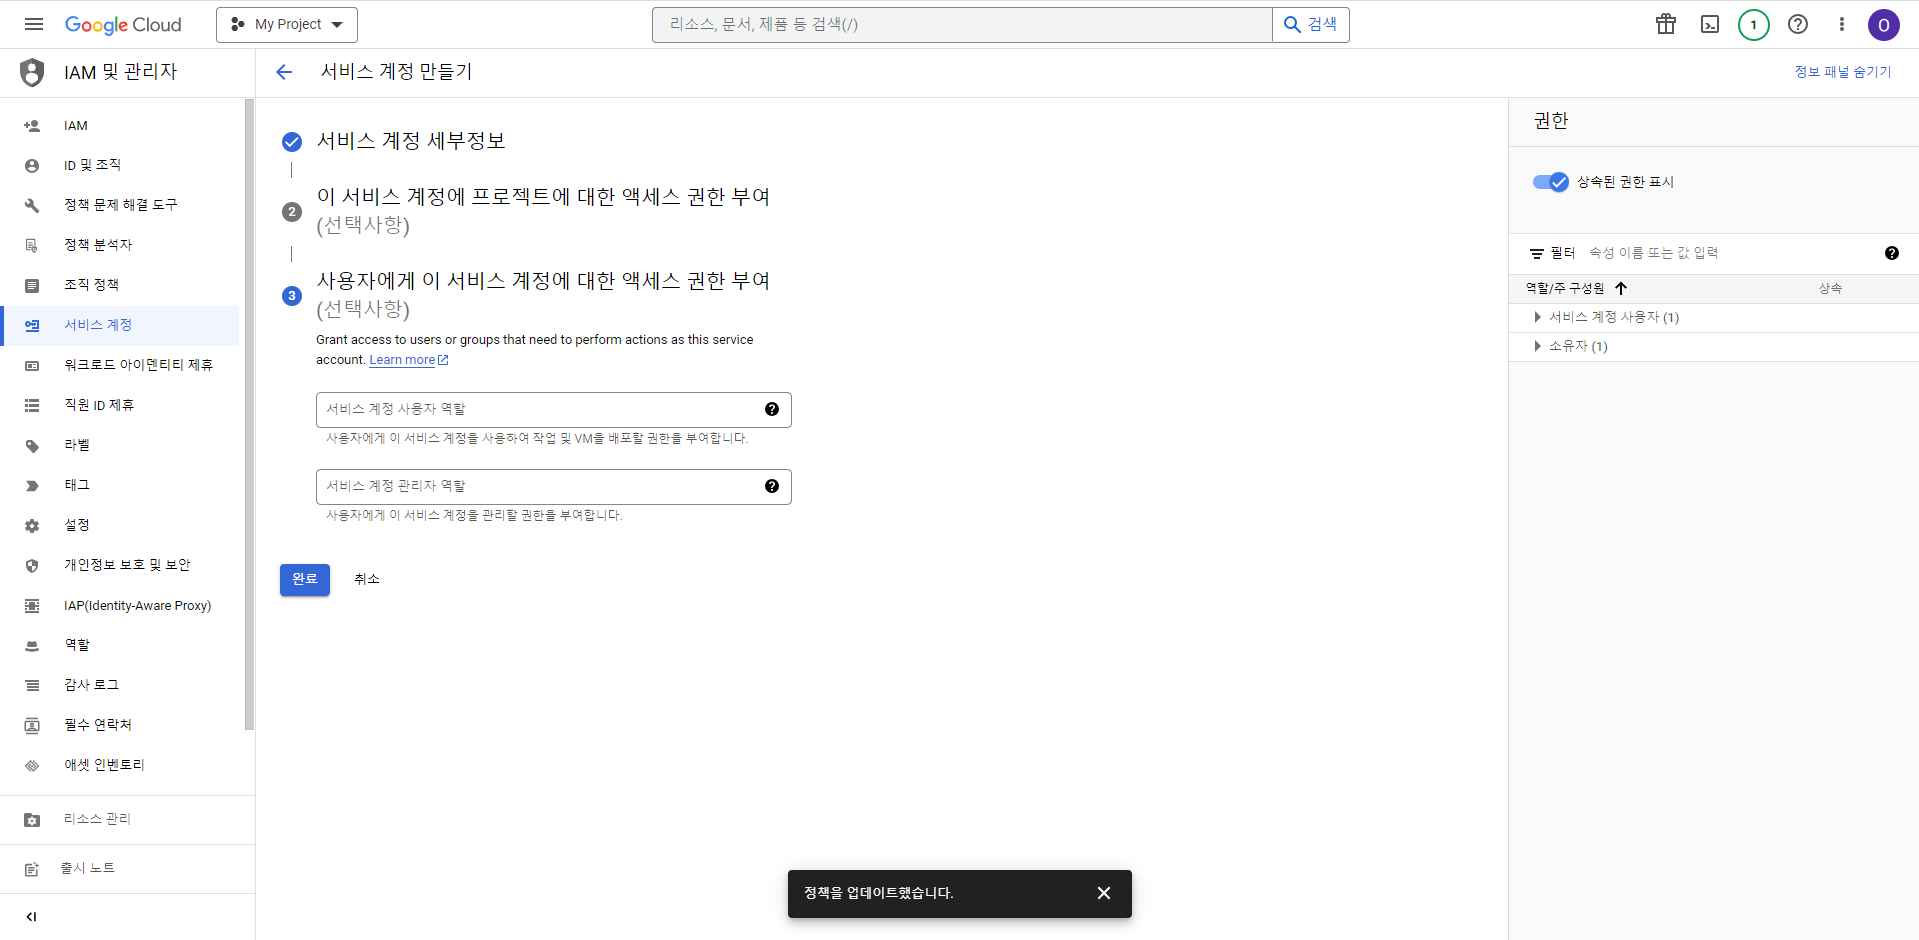 Google Cloud
My Project
리소스, 문서, 제품 등 검색(/)
검색
1
O
IAM 및 관리자
서비스 계정 만들기
정보 패널 숨기기
IAM
ID 및 조직
정책 문제 해결 도구
정책 분석자
조직 정책
서비스 계정
워크로드 아이덴티티 제휴
직원 ID 제휴
라벨
태그
설정
개인정보 보호 및 보안
IAP(Identity-Aware Proxy)
역할
감사 로그
필수 연락처
애셋 인벤토리
리소스 관리
출시 노트
서비스 계정 세부정보
2
이 서비스 계정에 프로젝트에 대한 액세스 권한 부여
(선택사항)
3
사용자에게 이 서비스 계정에 대한 액세스 권한 부여
(선택사항)
Grant access to users or groups that need to perform actions as this service
account. Learn more
서비스 계정 사용자 역할
사용자에게 이 서비스 계정을 사용하여 작업 및 VM을 배포할 권한을 부여합니다.
서비스 계정 관리자 역할
사용자에게 이 서비스 계정을 관리할 권한을 부여합니다.
완료
취소
권한
상속된 권한 표시
필터
속성 이름 또는 값 입력
역할/주 구성원
상속
서비스 계정 사용자 (1)
소유자 (1)
정책을 업데이트했습니다.